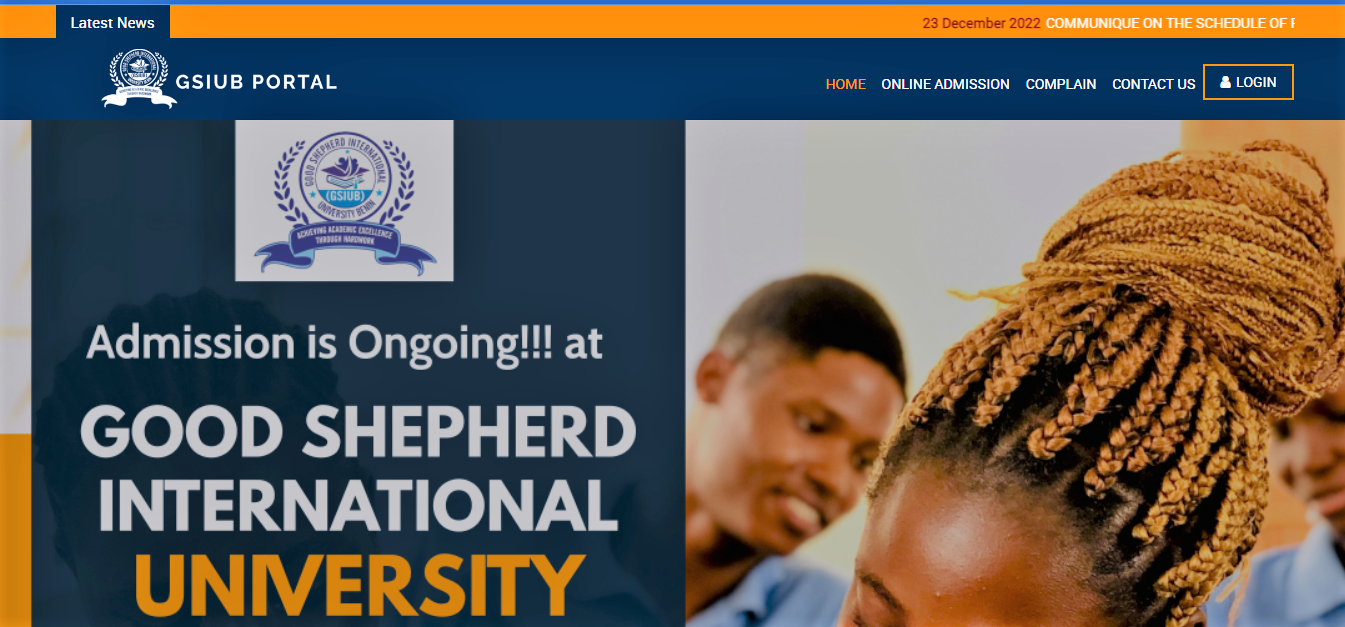 Latest News
23 December 2022 COMMUNIQUE ON THE SCHEDULE OF
GSIUB PORTAL
HOME ONLINE ADMISSION COMPLAIN CONTACT US LOGIN
GOOD SHEPHERD INTERNATIONAL
(GSIUB)
UNIVERSITY BENIN
ACHIEVING ACADEMIC EXCELLENCE
THROUGH HARDWORK
Admission is Ongoing!!! at
GOOD SHEPHERD
INTERNATIONAL
UNIVERSITY